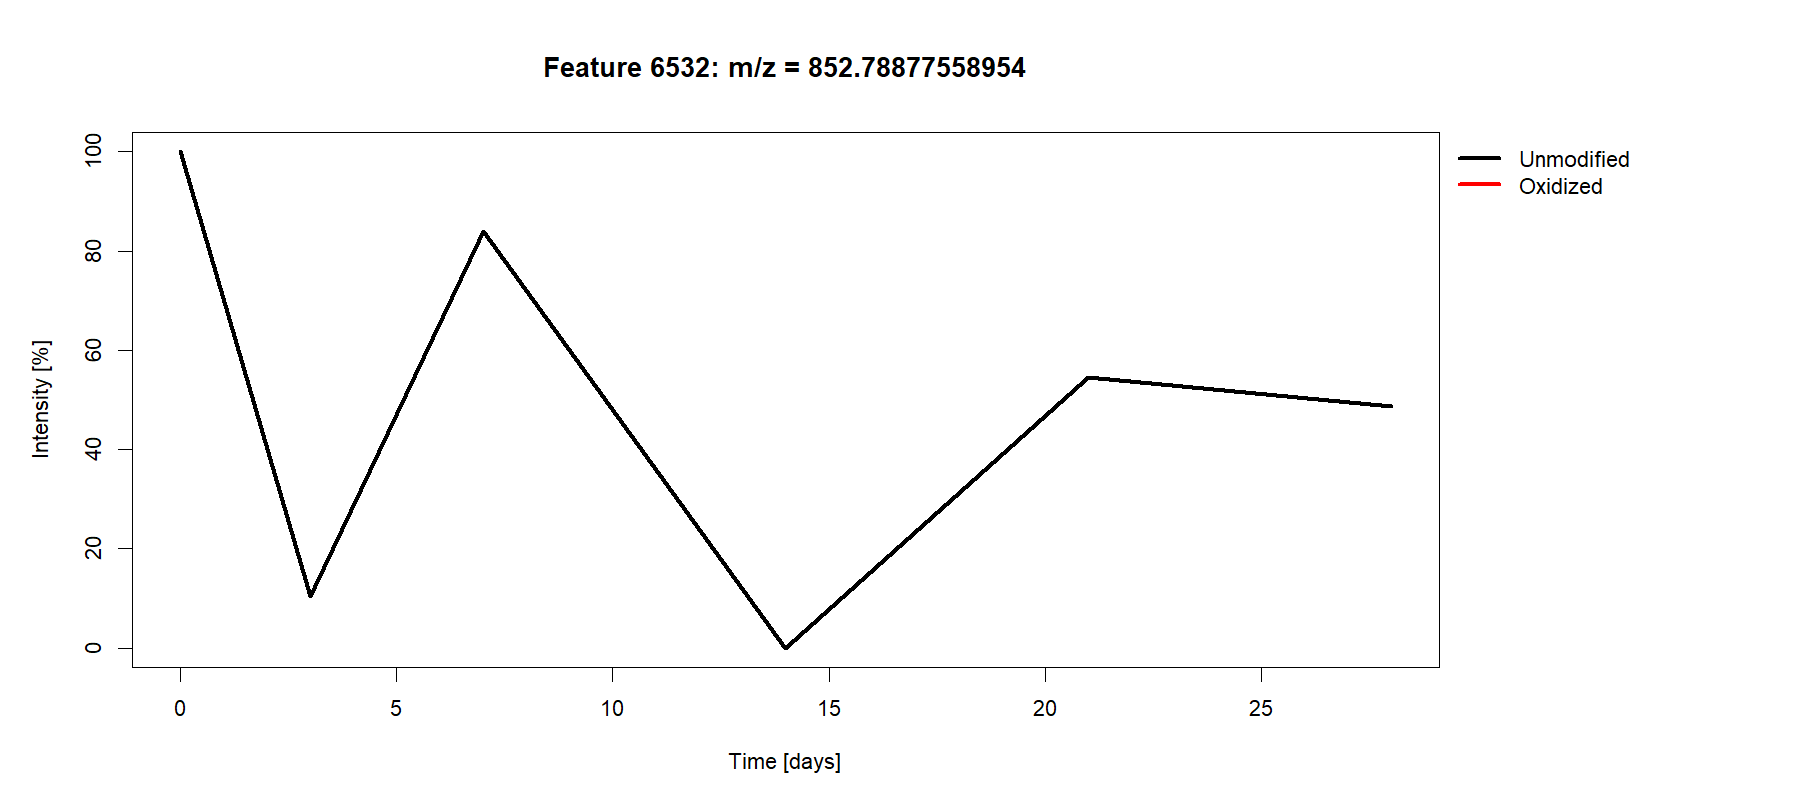 Feature 6532: m/z = 852.78877558954
Unmodified
Oxidized
Intensity [%]
100
80
60
40
20
0
0 5 10 15 20 25
Time [days]